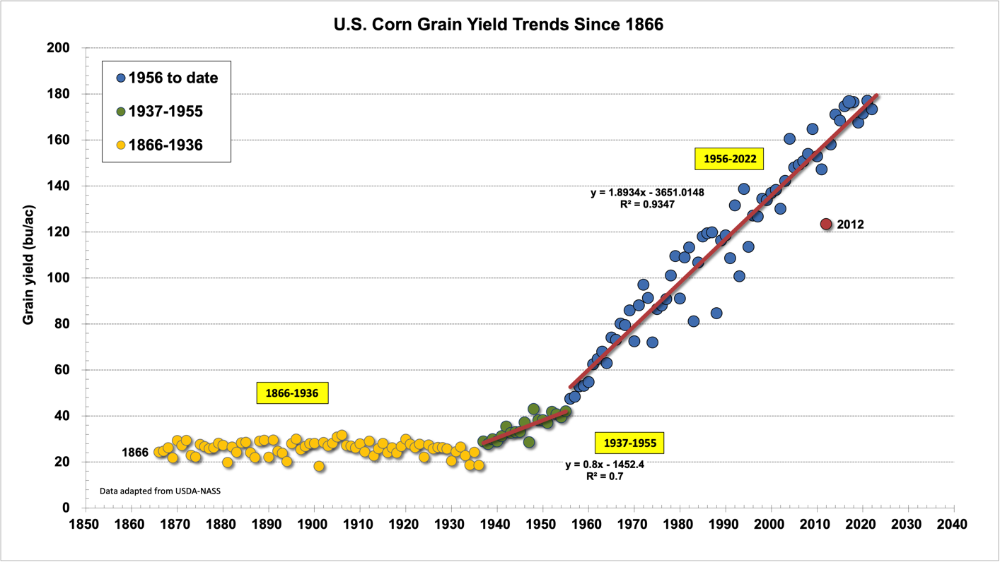 U.S. Corn Grain Yield Trends Since 1866
200
180
160
140
120
100
80
60
40
20
0
Grain yield (bu/ac)
1956 to date
1937-1955
1866-1936
1956-2022
y = 1.8934x - 3651.0148
R² = 0.9347
2012
1866-1936
1866
1937-1955
y = 0.8x - 1452.4
R² = 0.7
Data adapted from USDA-NASS
1850 1860 1870 1880 1890 1900 1910 1920 1930 1940 1950 1960 1970 1980 1990 2000 2010 2020 2030 2040